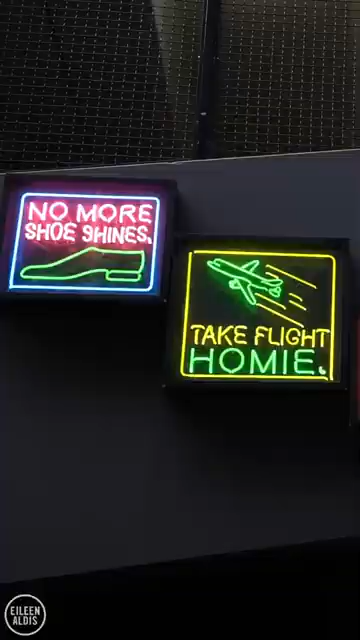 NO MORE
SHOE SHINES.
TAKE FLIGHT
HOMIE.
EILEEN
ALDIS